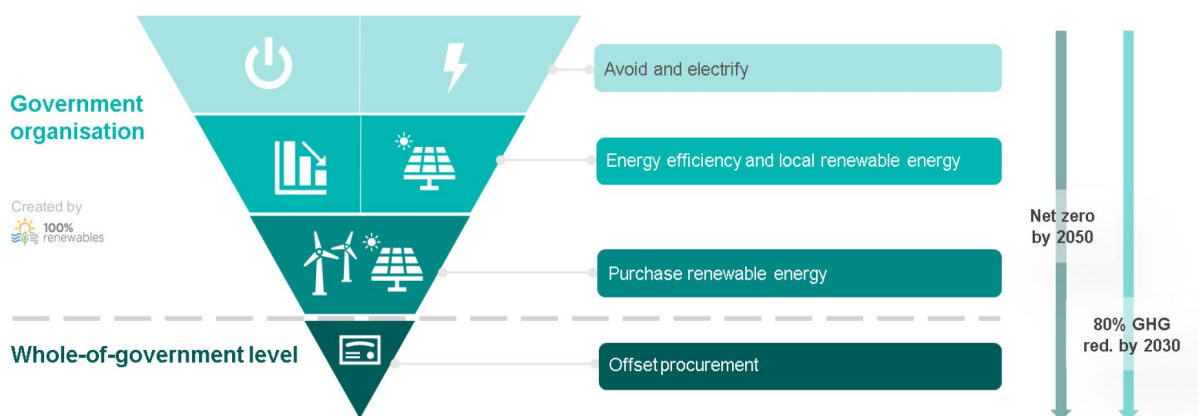 Avoid and electrify
Government
organisation
Energy efficiency and local renewable energy
Created by
100%
renewables
Net zero
by 2050
Purchase renewable energy
80% GHG
red. by 2030
Whole-of-government level
Offset procurement